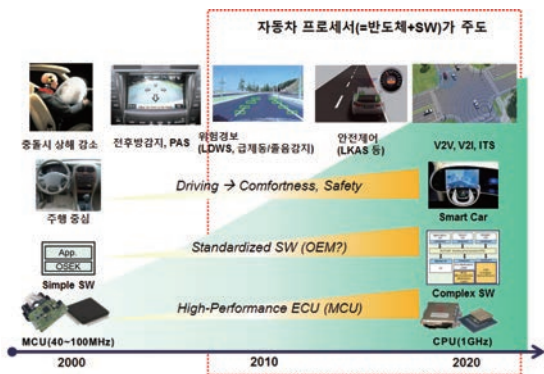 자동차 프로세서(=반도체+SW)가 주도
중돌시 상해 감소
전후방감지, PAS
위험경보
(LDWS, 급제동/졸음감지)
안전제어
(LKAS 등)
V2V, V2I, ITS
주행 중심
Driving → Comfortness, Safety
Smart Car
App.
OSEK
Simple SW
Standardized SW (OEM?)
Complex SW
High-Performance ECU (MCU)
MCU(40~100MHz)
CPU(1GHz)
2000
2010
2020